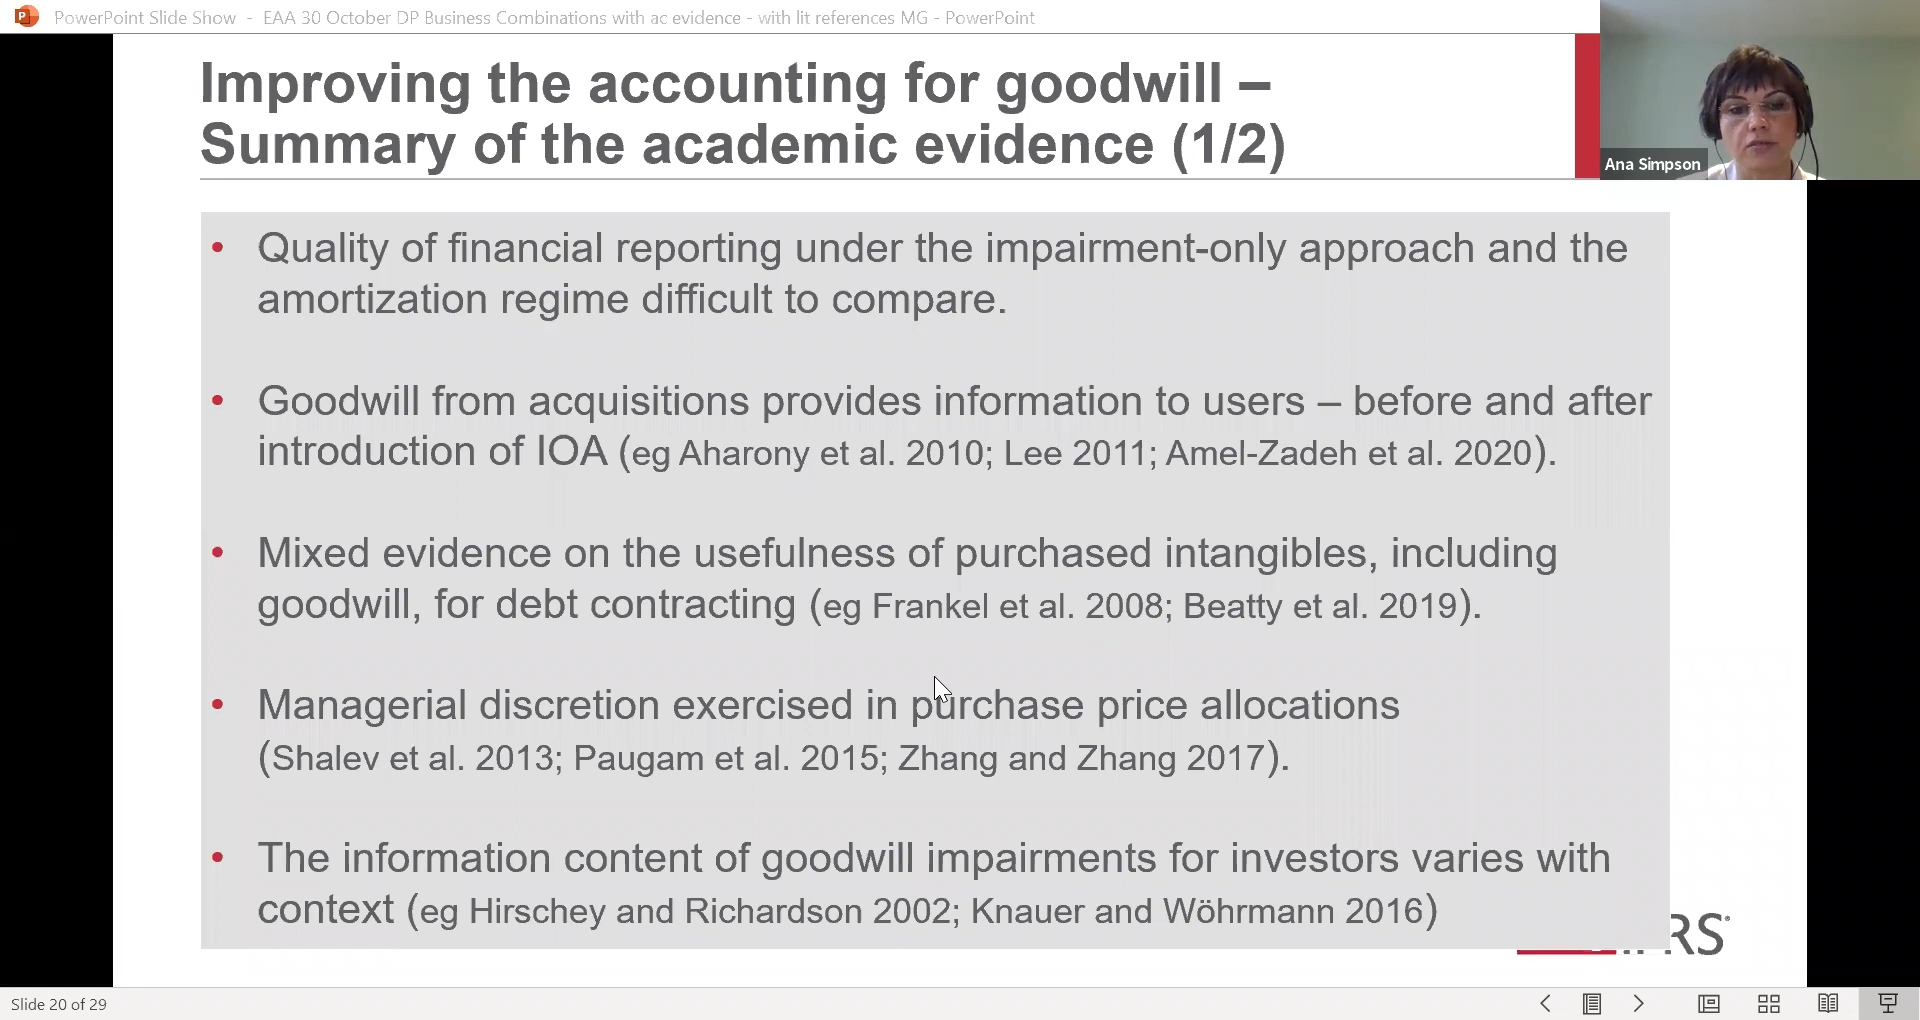 PowerPoint Slide Show - EAA 30 October DP Business Combinations with ac evidence - with lit references MG - PowerPoint
Improving the accounting for goodwill –
Summary of the academic evidence (1/2)
Ana Simpson
• Quality of financial reporting under the impairment-only approach and the
amortization regime difficult to compare.
• Goodwill from acquisitions provides information to users – before and after
introduction of IOA (eg Aharony et al. 2010; Lee 2011; Amel-Zadeh et al. 2020).
• Mixed evidence on the usefulness of purchased intangibles, including
goodwill, for debt contracting (eg Frankel et al. 2008; Beatty et al. 2019).
• Managerial discretion exercised in purchase price allocations
(Shalev et al. 2013; Paugam et al. 2015; Zhang and Zhang 2017).
• The information content of goodwill impairments for investors varies with
context (eg Hirschey and Richardson 2002; Knauer and Wöhrmann 2016)
Slide 20 of 29